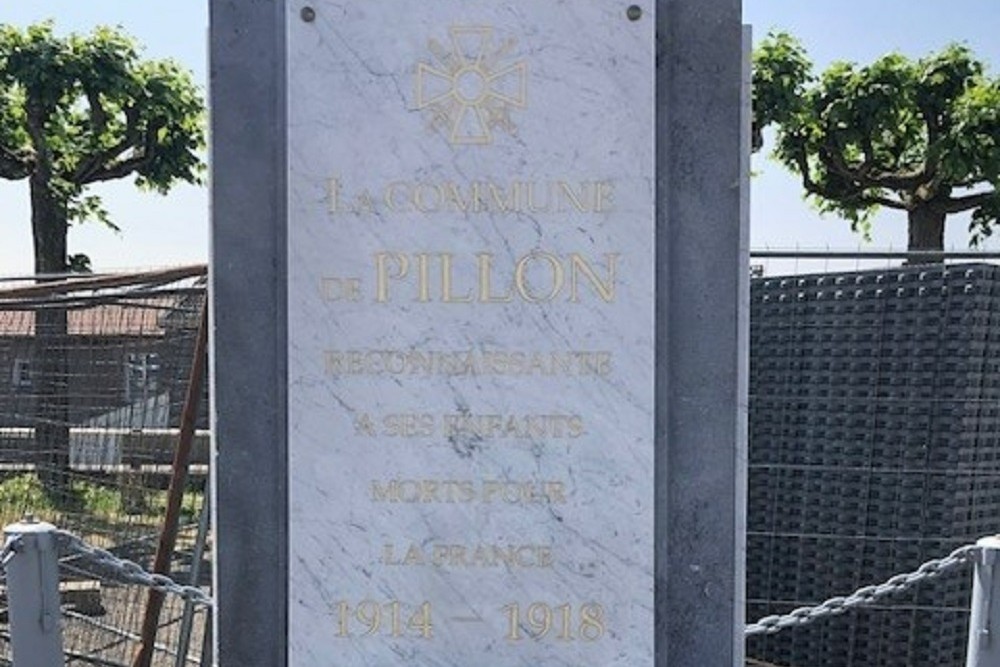 LA COMMUNE
DE PILLON
RECONNAISSANTE
A SES ENFANTS
MORTS POUR
LA FRANCE
1914 - 1918